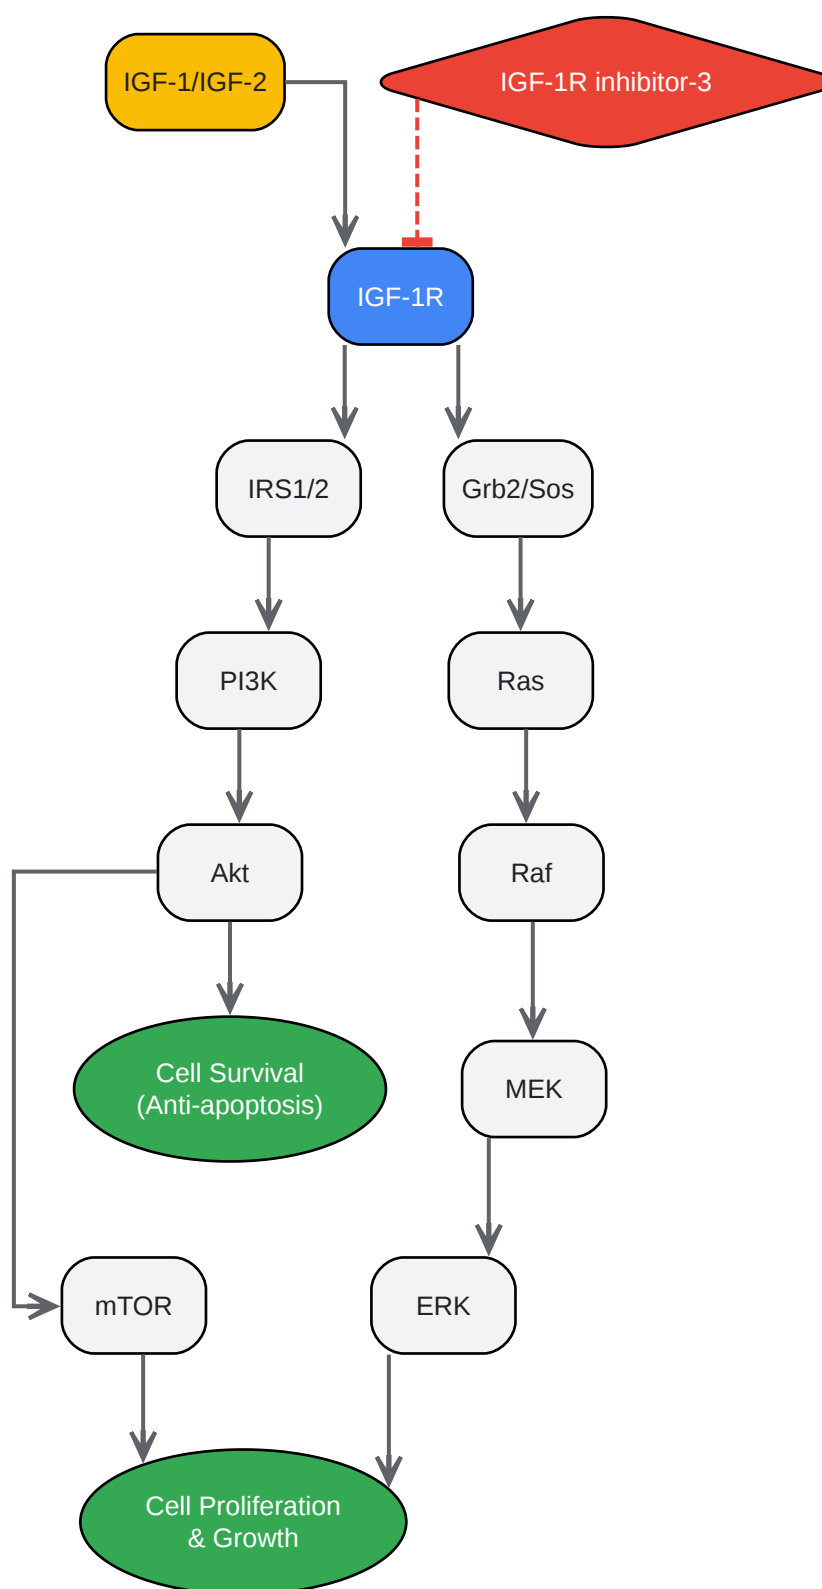 IGF-1/IGF-2
IGF-1R inhibitor-3
IGF-1R
IRS1/2
Grb2/Sos
PI3K
Ras
Akt
Raf
Cell Survival
(Anti-apoptosis)
MEK
mTOR
ERK
Cell Proliferation
& Growth